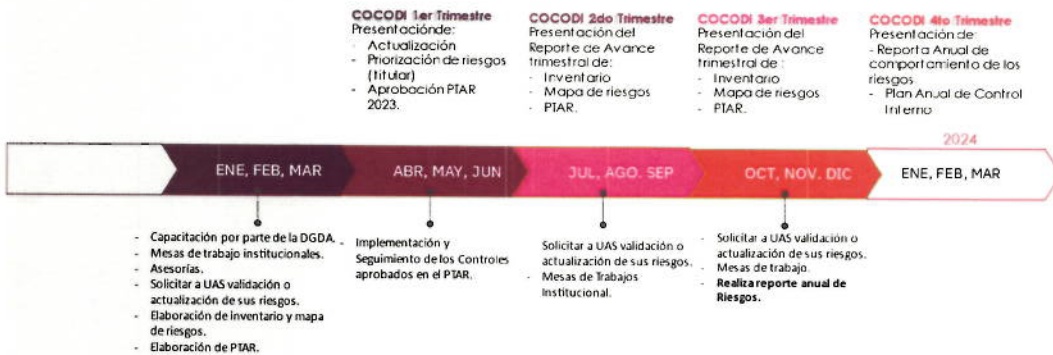 COCODI 1er Trimestre
Presentaciónde:
- Actualización
- Priorización de riesgos
(titular)
- Aprobación PTAR
2023.
COCODI 2do Trimestre
Presentación del
Reporte de Avance
trimestral de:
- Inventario
- Mapa de riesgos
- PTAR.
COCODI 3er Trimestre
Presentación del
Reporte de Avance
trimestral de :
- Inventario
- Mapa de riesgos
- PTAR.
COCODI 4to Trimestre
Presentación de:
- Reporta Anual de
comportamiento de los
riesgos
- Plan Anual de Control
Interno
2024
ENE, FEB, MAR
ABR, MAY, JUN
JUL, AGO. SEP
OCT, NOV. DIC
ENE, FEB, MAR
- Capacitación por parte de la DGDA.
- Mesas de trabajo institucionales.
- Asesorías.
- Solicitar a UAS validación o
actualización de sus riesgos.
- Elaboración de inventario y mapa
de riesgos.
- Elaboración de PTAR.
- Implementación y
Seguimiento de los Controles
aprobados en el PTAR.
Solicitar a UAS validación o
actualización de sus riesgos.
- Mesas de Trabajos
Institucional.
- Solicitar a UAS validación o
actualización de sus riesgos.
- Mesas de trabajo.
- Realiza reporte anual de
Riesgos.